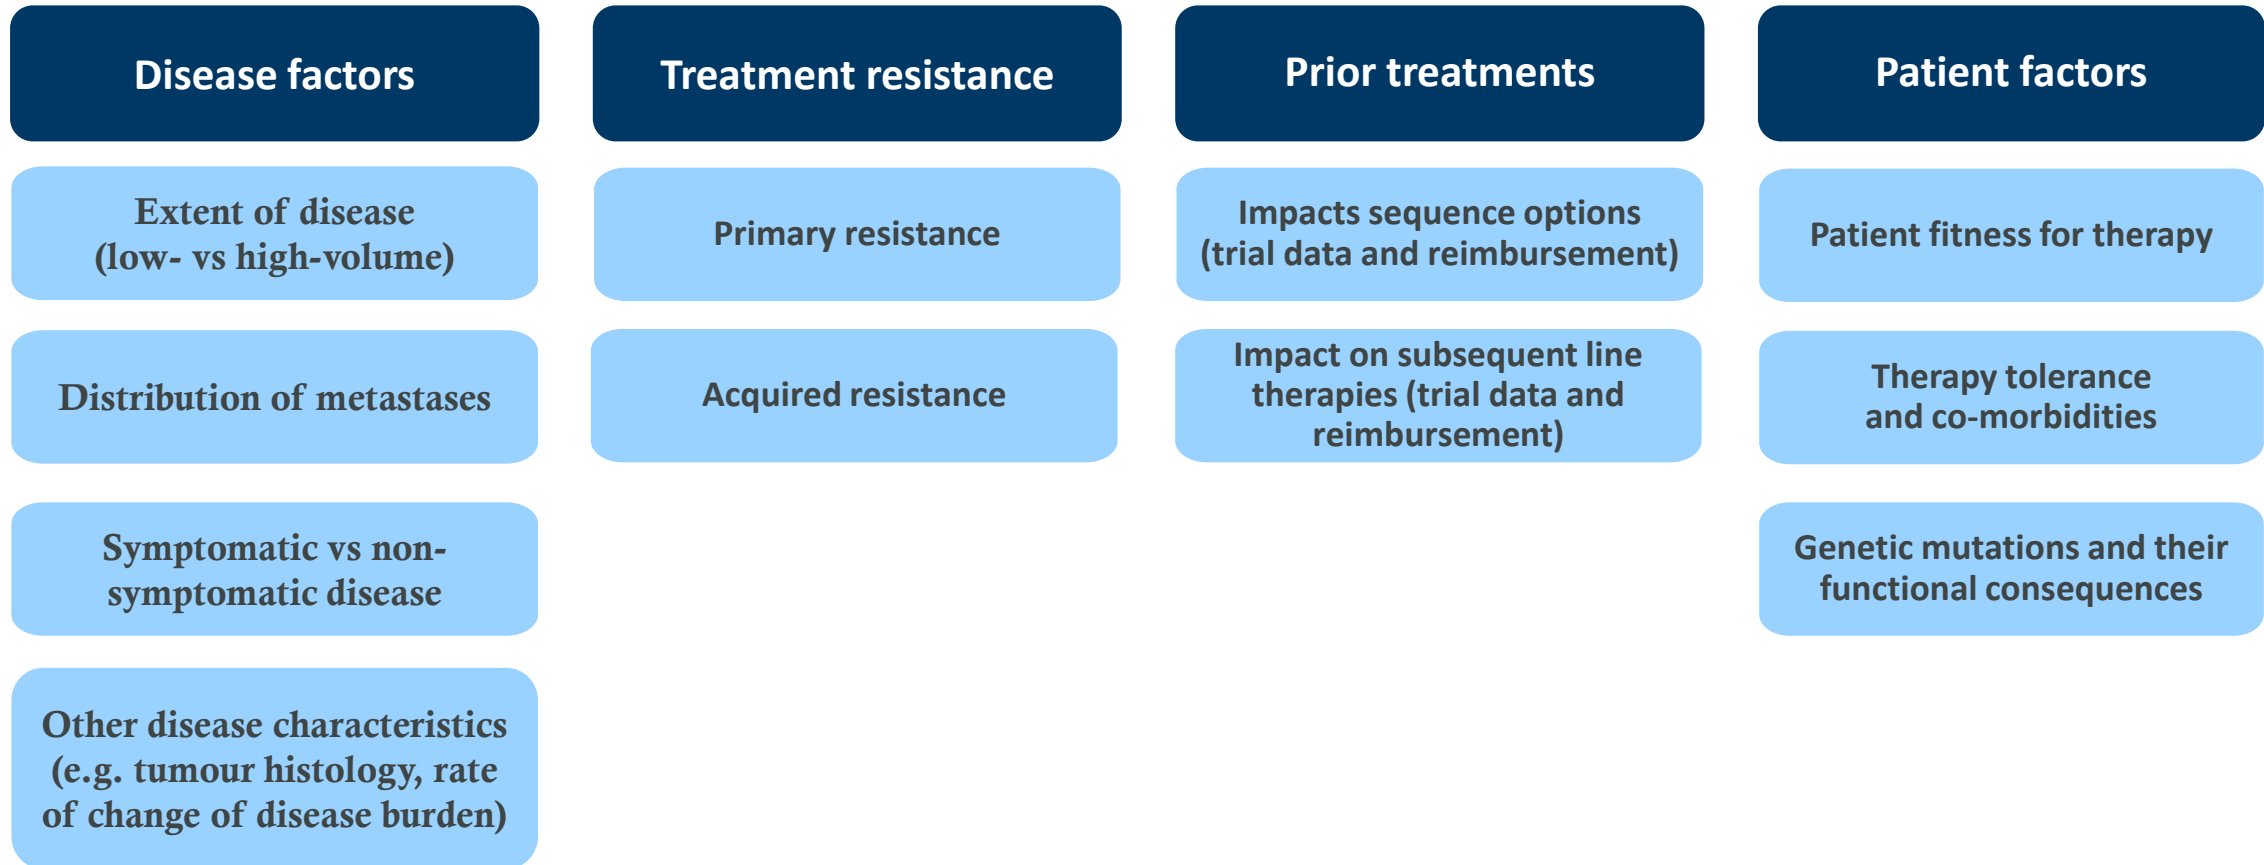 Disease factors
Extent of disease
(low- vs high-volume)
Distribution of metastases
Symptomatic vs non-
symptomatic disease
Other disease characteristics
(e.g. tumour histology, rate
of change of disease burden)
Treatment resistance
Primary resistance
Acquired resistance
Prior treatments
Impacts sequence options
(trial data and reimbursement)
Impact on subsequent line
therapies (trial data and
reimbursement)
Patient factors
Patient fitness for therapy
Therapy tolerance
and co-morbidities
Genetic mutations and their
functional consequences